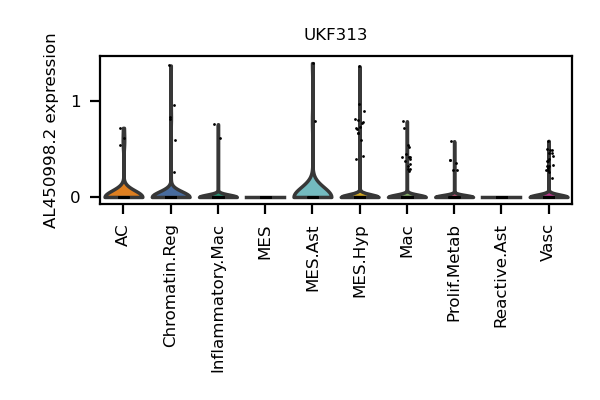 UKF313
AL450998.2 expression
1
0
AC
Chromatin.Reg
Inflammatory.Mac
MES
MES.Ast
MES.Hyp
Mac
Prolif.Metab
Reactive.Ast
Vasc